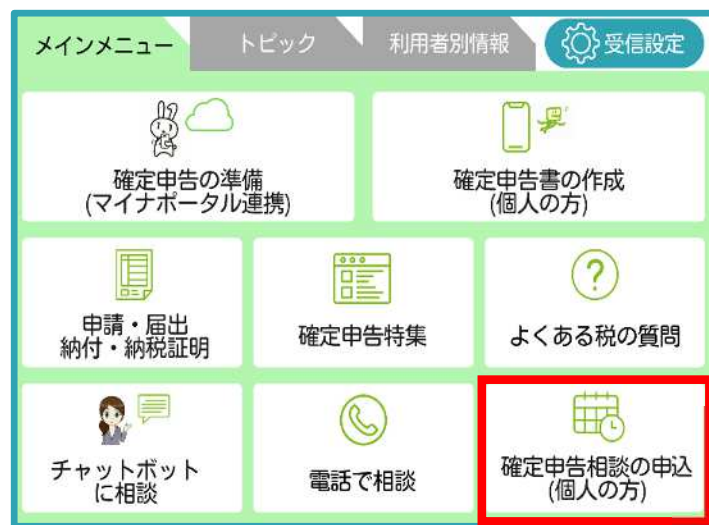 メインメニュー
トピック
利用者別情報
受信設定
確定申告の準備
(マイナポータル連携)
確定申告書の作成
(個人の方)
申請・届出
納付・納税証明
確定申告特集
よくある税の質問
チャットボット
に相談
電話で相談
確定申告相談の申込
(個人の方)